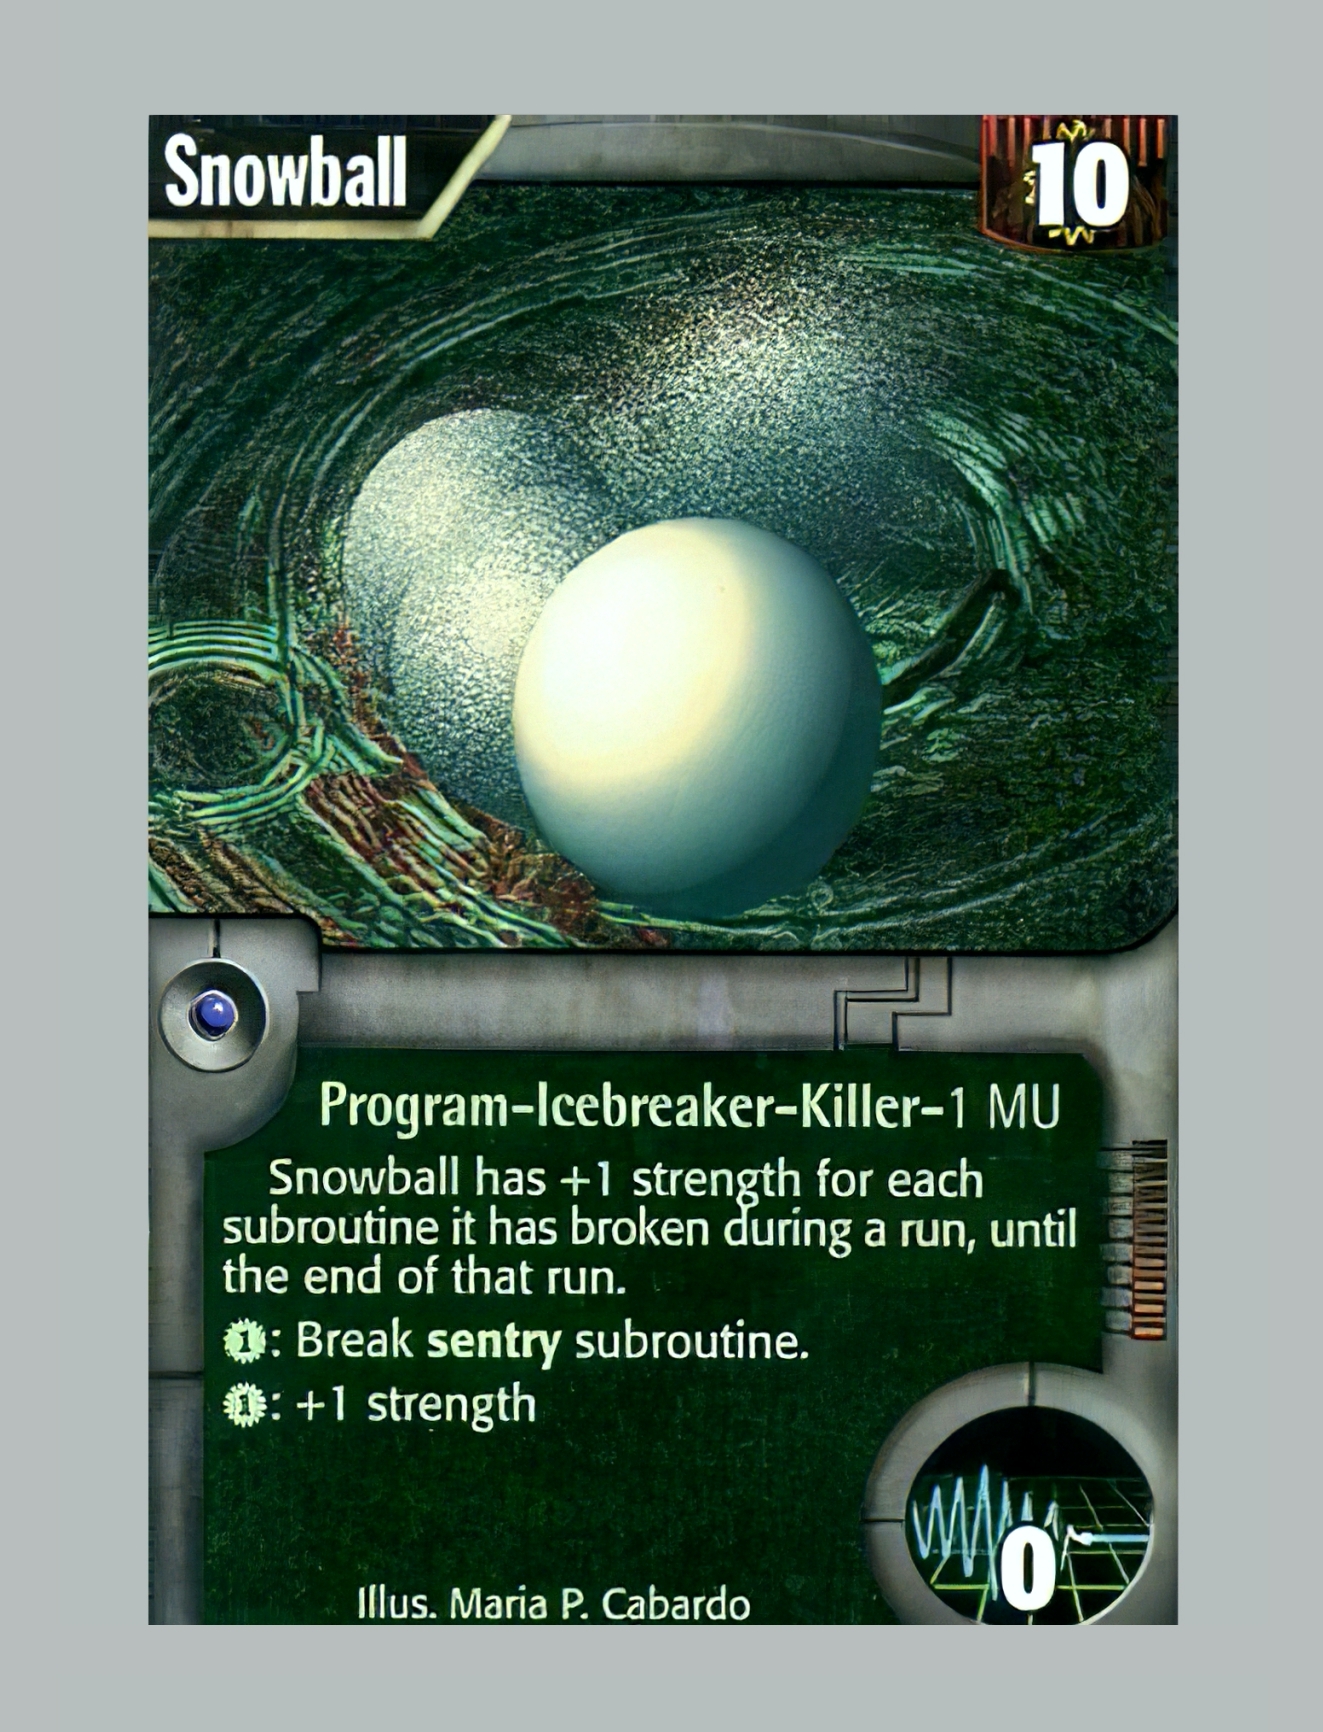 Snowball
10
Program-Icebreaker-Killer-1 MU
Snowball has +1 strength for each
subroutine it has broken during a run, until
the end of that run.
1: Break sentry subroutine.
1: +1 strength
0
Illus. Maria P. Cabardo